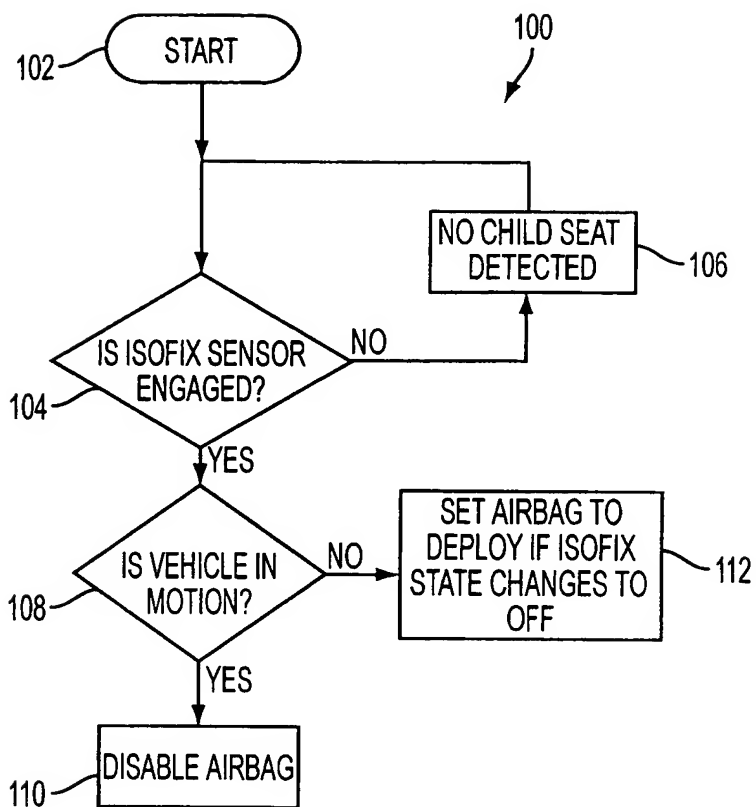 START
102
100
NO CHILD SEAT
DETECTED
106
IS ISOFIX SENSOR
ENGAGED?
NO
104
YES
IS VEHICLE IN
MOTION?
NO
108
SET AIRBAG TO
DEPLOY IF ISOFIX
STATE CHANGES TO
OFF
112
YES
DISABLE AIRBAG
110